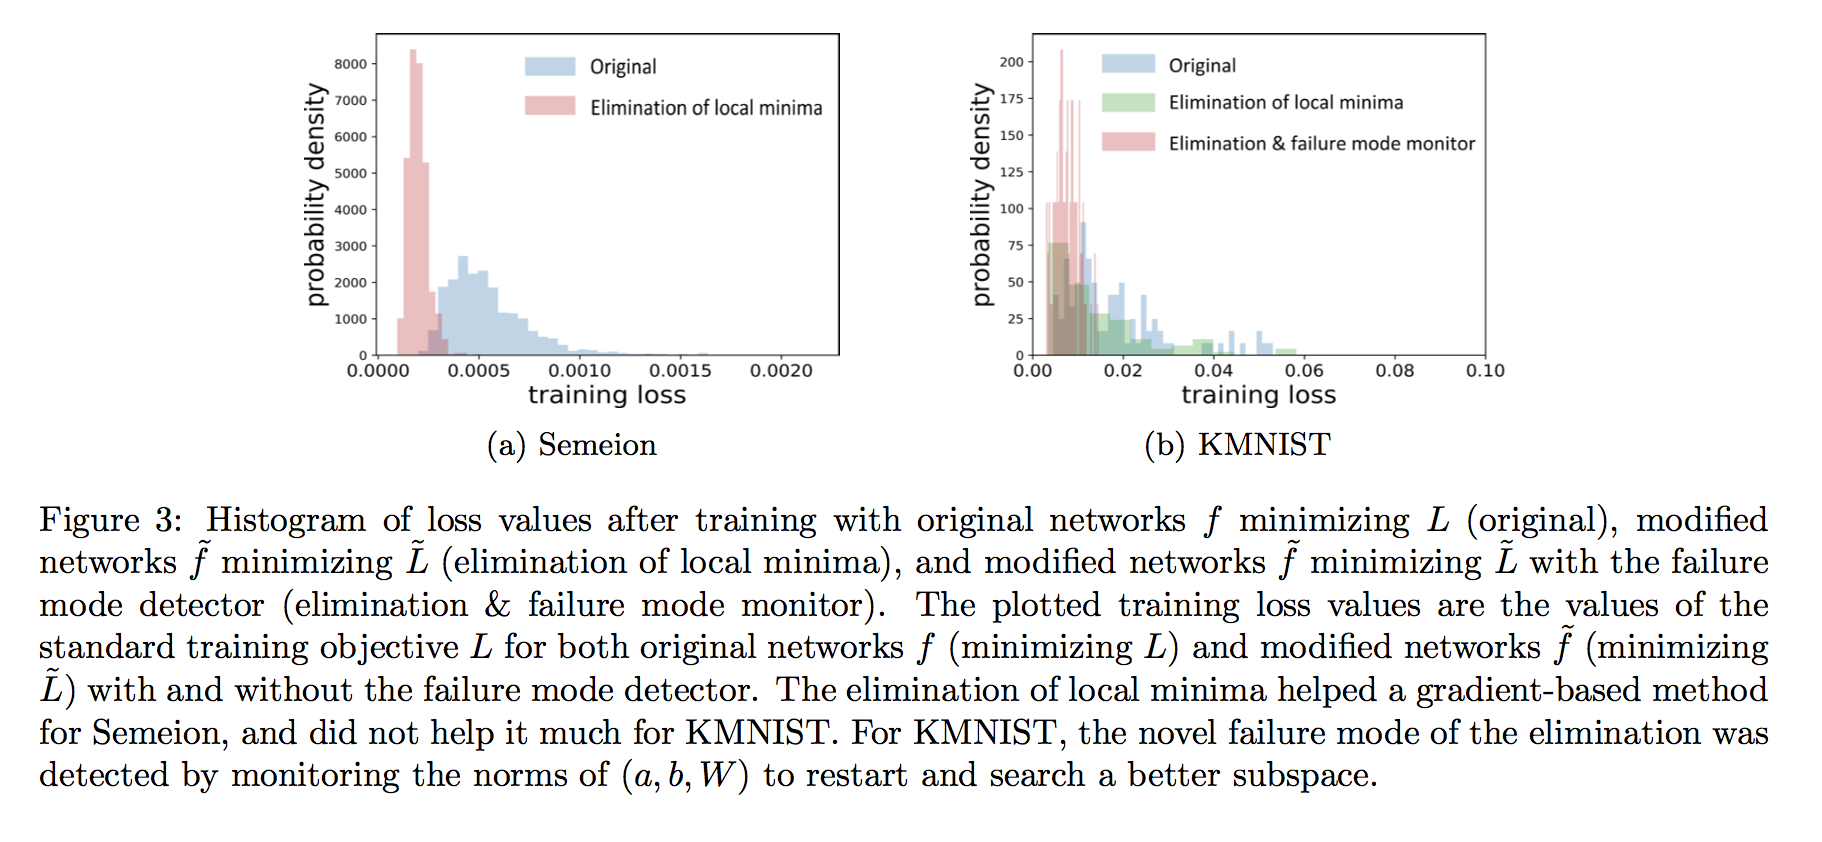 probability density
8000
7000
6000
5000
4000
3000
2000
1000
0
Original
Elimination of local minima
0.0000 0.0005 0.0010 0.0015 0.0020
training loss
(a) Semeion
probability density
200
175
150
125
100
75
50
25
0
Original
Elimination of local minima
Elimination & failure mode monitor
0.00 0.02 0.04 0.06 0.08 0.10
training loss
(b) KMNIST
Figure 3: Histogram of loss values after training with original networks f minimizing L (original), modified
networks f̃ minimizing L̃ (elimination of local minima), and modified networks f̃ minimizing L̃ with the failure
mode detector (elimination & failure mode monitor). The plotted training loss values are the values of the
standard training objective L for both original networks f (minimizing L) and modified networks f̃ (minimizing
L̃) with and without the failure mode detector. The elimination of local minima helped a gradient-based method
for Semeion, and did not help it much for KMNIST. For KMNIST, the novel failure mode of the elimination was
detected by monitoring the norms of (a, b, W) to restart and search a better subspace.